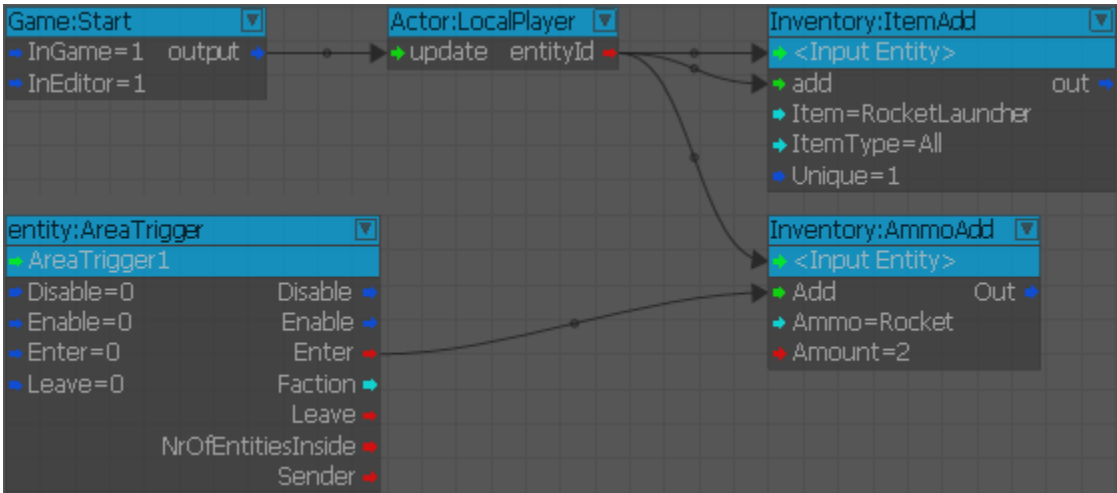 Game:Start
InGame=1 output
InEditor=1
Actor:LocalPlayer
update entityId
Inventory:ItemAdd
<Input Entity>
add out
Item=RocketLauncher
ItemType=All
Unique=1
entity:AreaTrigger
AreaTrigger1
Disable=0 Disable
Enable=0 Enable
Enter=0 Enter
Leave=0 Faction
Leave
NrOfEntitiesInside
Sender
Inventory:AmmoAdd
<Input Entity>
Add Out
Ammo=Rocket
Amount=2